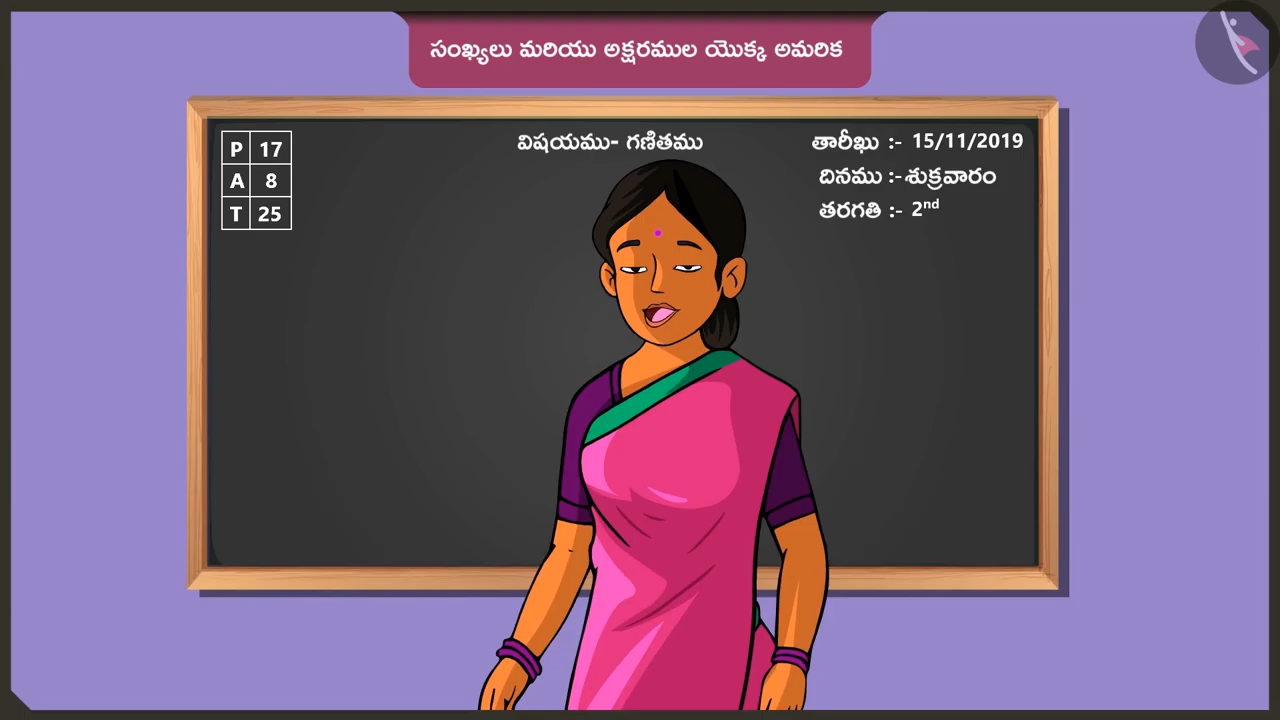 సంఖ్యలు మరియు అక్షరముల యొక్క అమరిక
P 17
A 8
T 25
విషయము- గణితము
తారీఖు :- 15/11/2019
దినము :-శుక్రవారం
తరగతి :- 2nd